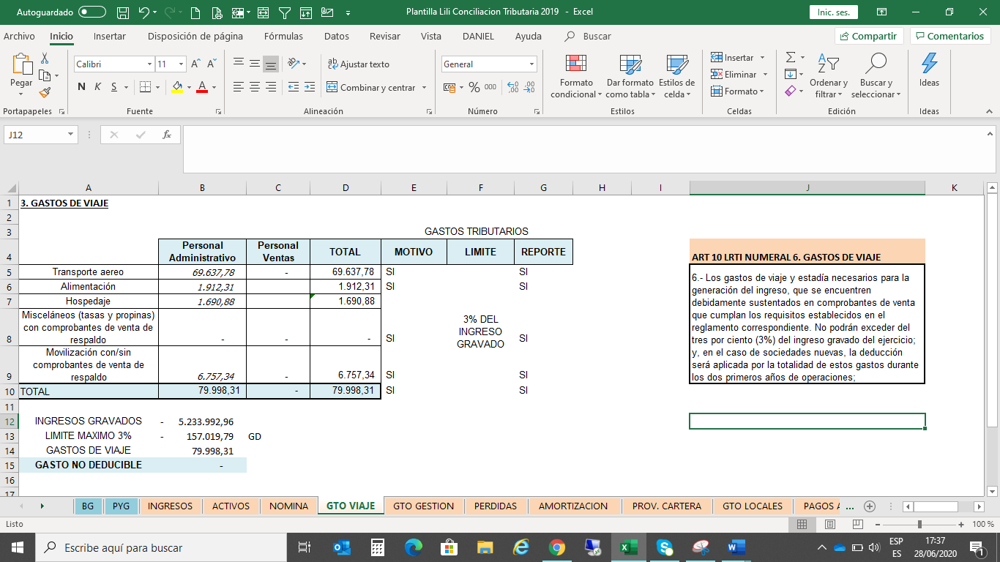 Autoguardado
Plantilla Lili Conciliacion Tributaria 2019 - Excel
Inic. ses.
Archivo Inicio Insertar Disposición de página Fórmulas Datos Revisar Vista DANIEL Ayuda Buscar
Compartir Comentarios
Pegar
Calibri 11
N K S
Ajustar texto
Combinar y centrar
General
% 000
Formato condicional
Dar formato como tabla
Estilos de celda
Insertar
Eliminar
Formato
Ordenar y filtrar
Buscar y seleccionar
Ideas
Portapapeles Fuente Alineación Número Estilos Celdas Edición Ideas
J12
fx
A B C D E F G H I J K
1 3. GASTOS DE VIAJE
2
3 GASTOS TRIBUTARIOS
4 Personal Administrativo Personal Ventas TOTAL MOTIVO LIMITE REPORTE
ART 10 LRTI NUMERAL 6. GASTOS DE VIAJE
5 Transporte aereo 69.637,78 - 69.637,78 SI SI
6 Alimentación 1.912,31 1.912,31 SI SI
7 Hospedaje 1.690,88 1.690,88
8 Misceláneos (tasas y propinas)
con comprobantes de venta de
respaldo - - - SI SI
3% DEL
INGRESO
GRAVADO
9 Movilización con/sin
comprobantes de venta de
respaldo 6.757,34 - 6.757,34 SI SI
10 TOTAL 79.998,31 - 79.998,31 SI SI
6.- Los gastos de viaje y estadía necesarios para la
generación del ingreso, que se encuentren
debidamente sustentados en comprobantes de venta
que cumplan los requisitos establecidos en el
reglamento correspondiente. No podrán exceder del
tres por ciento (3%) del ingreso gravado del ejercicio;
y, en el caso de sociedades nuevas, la deducción
será aplicada por la totalidad de estos gastos durante
los dos primeros años de operaciones;
11
12 INGRESOS GRAVADOS - 5.233.992,96
13 LIMITE MAXIMO 3% - 157.019,79 GD
14 GASTOS DE VIAJE 79.998,31
15 GASTO NO DEDUCIBLE -
16
17
BG PYG INGRESOS ACTIVOS NOMINA GTO VIAJE GTO GESTION PERDIDAS AMORTIZACION PROV. CARTERA GTO LOCALES PAGOS A ...
Listo
100 %
Escribe aquí para buscar
ESP
ES
17:37
28/06/2020
1